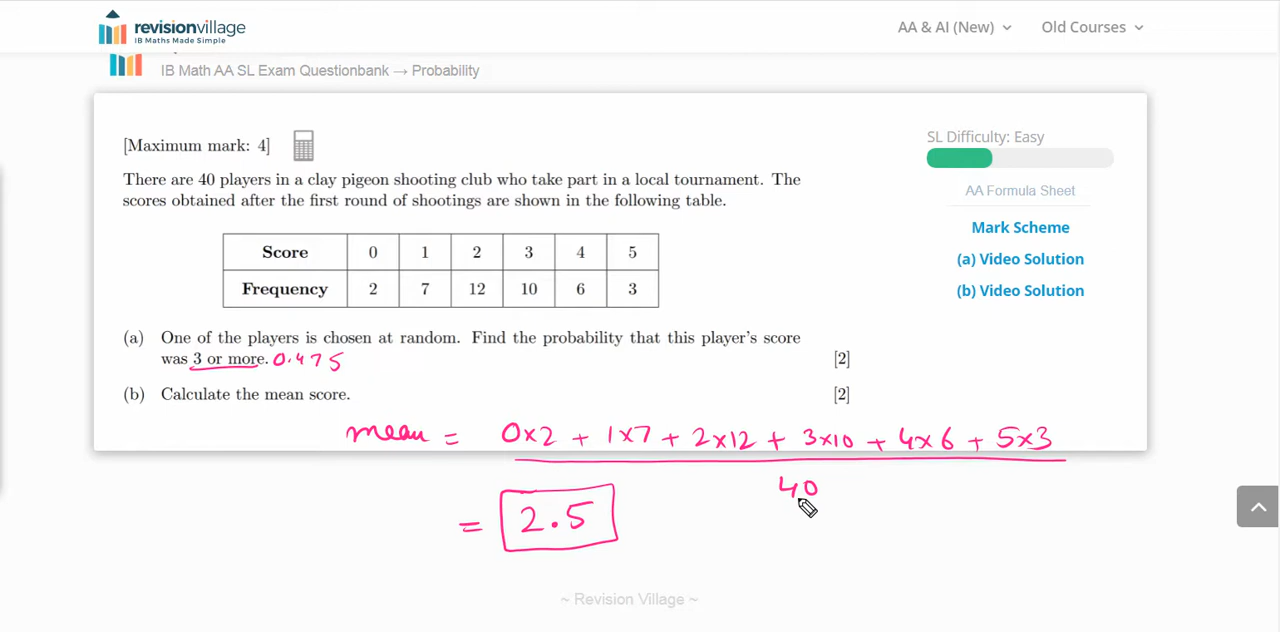 revisionvillage
IB Maths Made Simple
AA & AI (New)
Old Courses
IB Math AA SL Exam Questionbank → Probability
[Maximum mark: 4]
SL Difficulty: Easy
There are 40 players in a clay pigeon shooting club who take part in a local tournament. The
scores obtained after the first round of shootings are shown in the following table.
AA Formula Sheet
Mark Scheme
(a) Video Solution
(b) Video Solution
Score 0 1 2 3 4 5
Frequency 2 7 12 10 6 3
(a) One of the players is chosen at random. Find the probability that this player's score
was 3 or more. 0.475 [2]
(b) Calculate the mean score. [2]
mean = 0×2 + 1×7 + 2×12 + 3×10 + 4×6 + 5×3
40
= 2.5
~ Revision Village ~